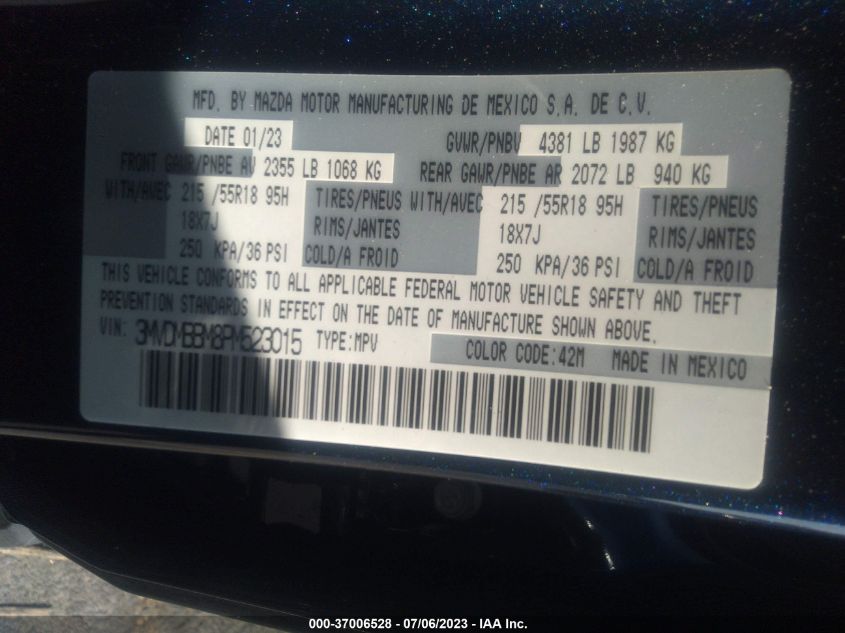 MFD. BY MAZDA MOTOR MANUFACTURING DE MEXICO S.A. DE C.V.
DATE 01/23 GVWR/PNBV 4381 LB 1987 KG
FRONT GAWR/PNBE AV 2355 LB 1068 KG REAR GAWR/PNBE AR 2072 LB 940 KG
WITH/AVEC 215 /55R18 95H TIRES/PNEUS WITH/AVEC 215 /55R18 95H TIRES/PNEUS
18X7J RIMS/JANTES 18X7J RIMS/JANTES
250 KPA/36 PSI COLD/A FROID 250 KPA/36 PSI COLD/A FROID
THIS VEHICLE CONFORMS TO ALL APPLICABLE FEDERAL MOTOR VEHICLE SAFETY AND THEFT
PREVENTION STANDARDS IN EFFECT ON THE DATE OF MANUFACTURE SHOWN ABOVE.
VIN: 3MVDMBBM8PM523015 TYPE:MPV COLOR CODE:42M MADE IN MEXICO
000-37006528 - 07/06/2023 - IAA Inc.